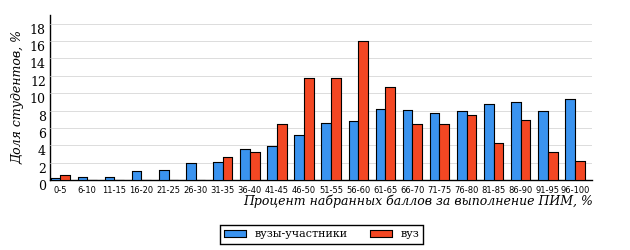 Доля студентов, %
18
16
14
12
10
8
6
4
2
0
0-5 6-10 11-15 16-20 21-25 26-30 31-35 36-40 41-45 46-50 51-55 56-60 61-65 66-70 71-75 76-80 81-85 86-90 91-95 96-100
Процент набранных баллов за выполнение ПИМ, %
вузы-участники вуз